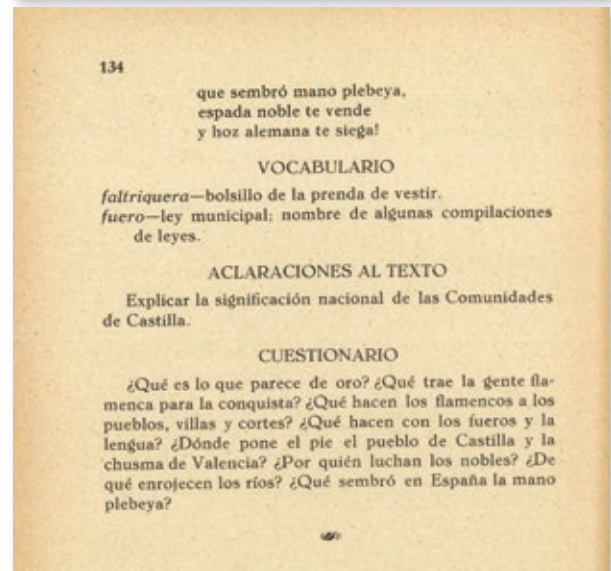 134
que sembró mano plebeya,
espada noble te vende
y hoz alemana te siega!
VOCABULARIO
faltriquera—bolsillo de la prenda de vestir.
fuero—ley municipal; nombre de algunas compilaciones
de leyes.
ACLARACIONES AL TEXTO
Explicar la significación nacional de las Comunidades
de Castilla.
CUESTIONARIO
¿Qué es lo que parece de oro? ¿Qué trae la gente fla-
menca para la conquista? ¿Qué hacen los flamencos a los
pueblos, villas y cortes? ¿Qué hacen con los fueros y la
lengua? ¿Dónde pone el pie el pueblo de Castilla y la
chusma de Valencia? ¿Por quién luchan los nobles? ¿De
qué enrojecen los ríos? ¿Qué sembró en España la mano
plebeya?